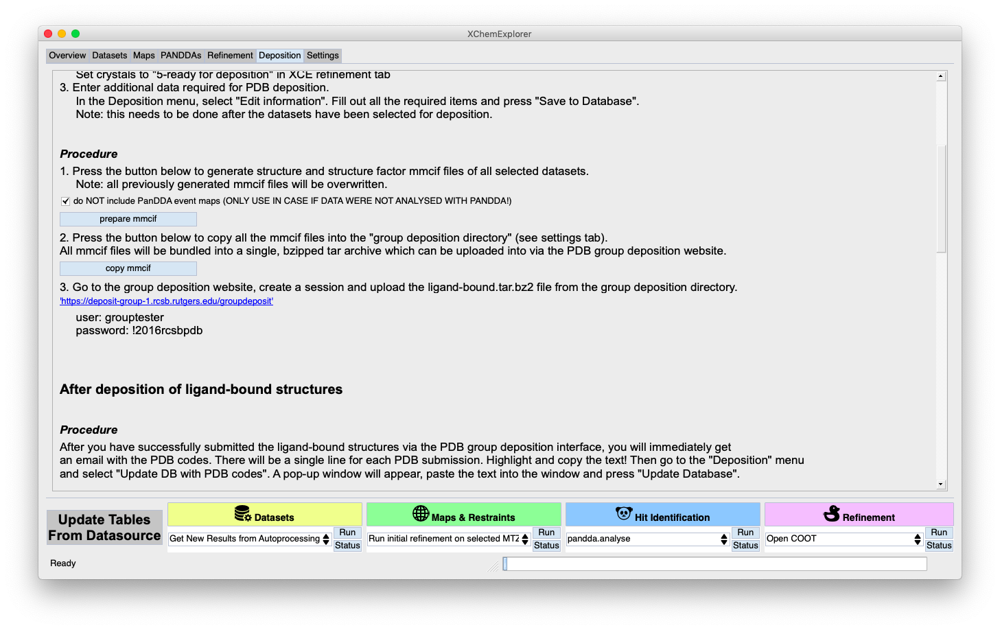 XChemExplorer
Overview Datasets Maps PANDDAs Refinement Deposition Settings
Set crystals to "5-ready for deposition" in XCE refinement tab
3. Enter additional data required for PDB deposition.
In the Deposition menu, select "Edit information". Fill out all the required items and press "Save to Database".
Note: this needs to be done after the datasets have been selected for deposition.
Procedure
1. Press the button below to generate structure and structure factor mmcif files of all selected datasets.
Note: all previously generated mmcif files will be overwritten.
do NOT include PanDDA event maps (ONLY USE IN CASE IF DATA WERE NOT ANALYSED WITH PANDDA!)
prepare mmcif
2. Press the button below to copy all the mmcif files into the "group deposition directory" (see settings tab).
All mmcif files will be bundled into a single, bzipped tar archive which can be uploaded into via the PDB group deposition website.
copy mmcif
3. Go to the group deposition website, create a session and upload the ligand-bound.tar.bz2 file from the group deposition directory.
'https://deposit-group-1.rcsb.rutgers.edu/groupdeposit'
user: grouptester
password: !2016rcsbpdb
After deposition of ligand-bound structures
Procedure
After you have successfully submitted the ligand-bound structures via the PDB group deposition interface, you will immediately get
an email with the PDB codes. There will be a single line for each PDB submission. Highlight and copy the text! Then go to the "Deposition" menu
and select "Update DB with PDB codes". A pop-up window will appear, paste the text into the window and press "Update Database".
Update Tables
From Datasource
Datasets
Get New Results from Autoprocessing
Run
Status
Maps & Restraints
Run initial refinement on selected MTZ
Run
Status
Hit Identification
pandda.analyse
Run
Status
Refinement
Open COOT
Run
Status
Ready